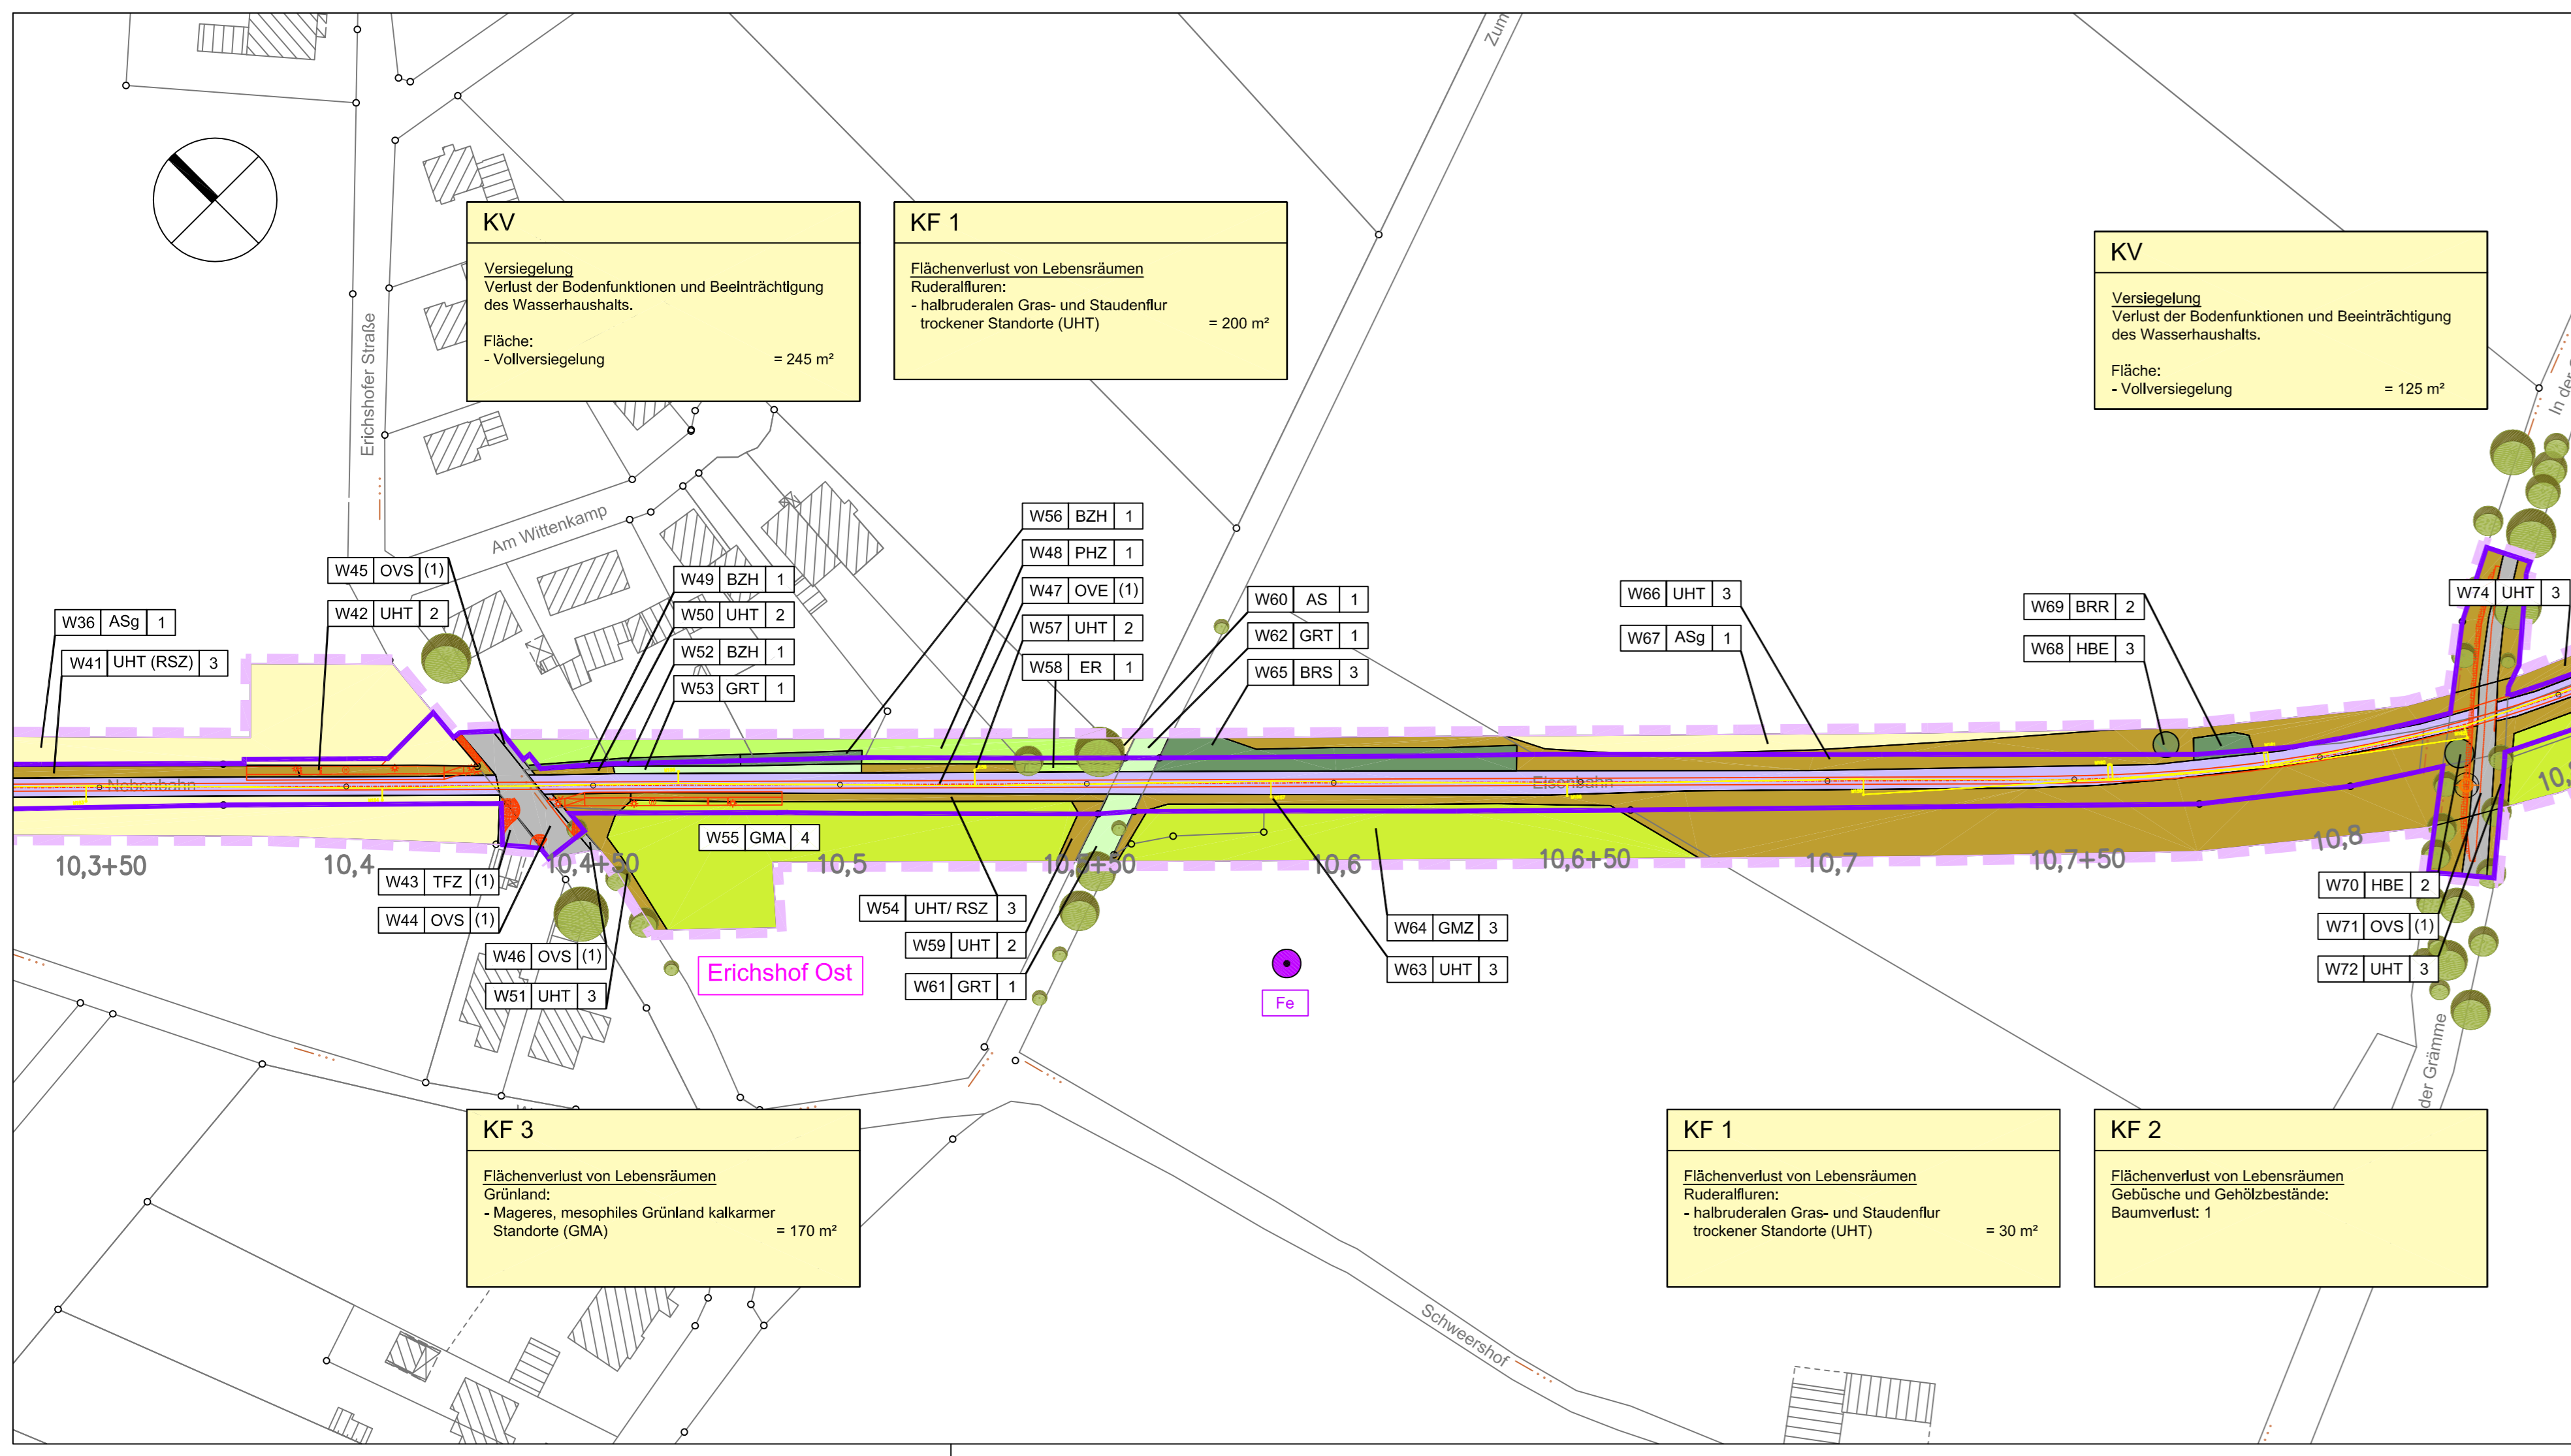 Zum
KV
Versiegelung
Verlust der Bodenfunktionen und Beeinträchtigung
des Wasserhaushalts.
Fläche:
- Vollversiegelung = 245 m²
KF 1
Flächenverlust von Lebensräumen
Ruderalfluren:
- halbruderalen Gras- und Staudenflur
trockener Standorte (UHT) = 200 m²
KV
Versiegelung
Verlust der Bodenfunktionen und Beeinträchtigung
des Wasserhaushalts.
Fläche:
- Vollversiegelung = 125 m²
Erichshofer Straße
In der
Am Wittenkamp
W45 OVS (1)
W42 UHT 2
W36 ASg 1
W41 UHT (RSZ) 3
W49 BZH 1
W50 UHT 2
W52 BZH 1
W53 GRT 1
W56 BZH 1
W48 PHZ 1
W47 OVE (1)
W57 UHT 2
W58 ER 1
W60 AS 1
W62 GRT 1
W65 BRS 3
W66 UHT 3
W67 ASg 1
W69 BRR 2
W68 HBE 3
W74 UHT 3
Nebenbahn
Eisenbahn
W55 GMA 4
10,3+50
10,4
10,4+50
10,5
10,5+50
10,6
10,6+50
10,7
10,7+50
10,8
10,8
W43 TFZ (1)
W44 OVS (1)
W46 OVS (1)
W51 UHT 3
W54 UHT/ RSZ 3
W59 UHT 2
W61 GRT 1
W64 GMZ 3
W63 UHT 3
W70 HBE 2
W71 OVS (1)
W72 UHT 3
Erichshof Ost
Fe
der Grämme
KF 3
Flächenverlust von Lebensräumen
Grünland:
- Mageres, mesophiles Grünland kalkarmer
Standorte (GMA) = 170 m²
KF 1
Flächenverlust von Lebensräumen
Ruderalfluren:
- halbruderalen Gras- und Staudenflur
trockener Standorte (UHT) = 30 m²
KF 2
Flächenverlust von Lebensräumen
Gebüsche und Gehölzbestände:
Baumverlust: 1
Schweershof